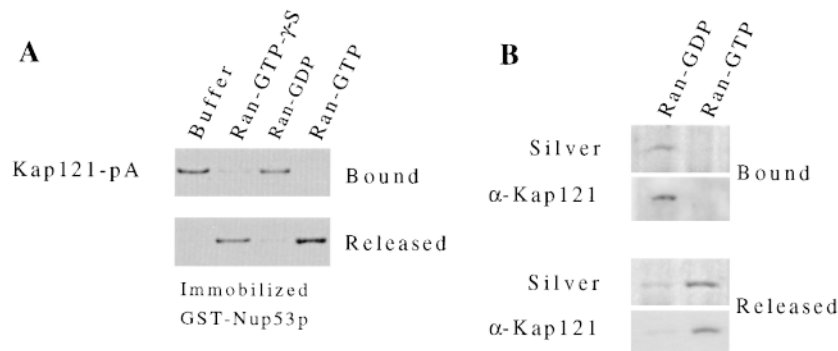 A
Buffer
Ran-GTP-γ-S
Ran-GDP
Ran-GTP
Kap121-pA
Bound
Released
Immobilized
GST-Nup53p
B
Ran-GDP
Ran-GTP
Silver
α-Kap121
Bound
Silver
α-Kap121
Released